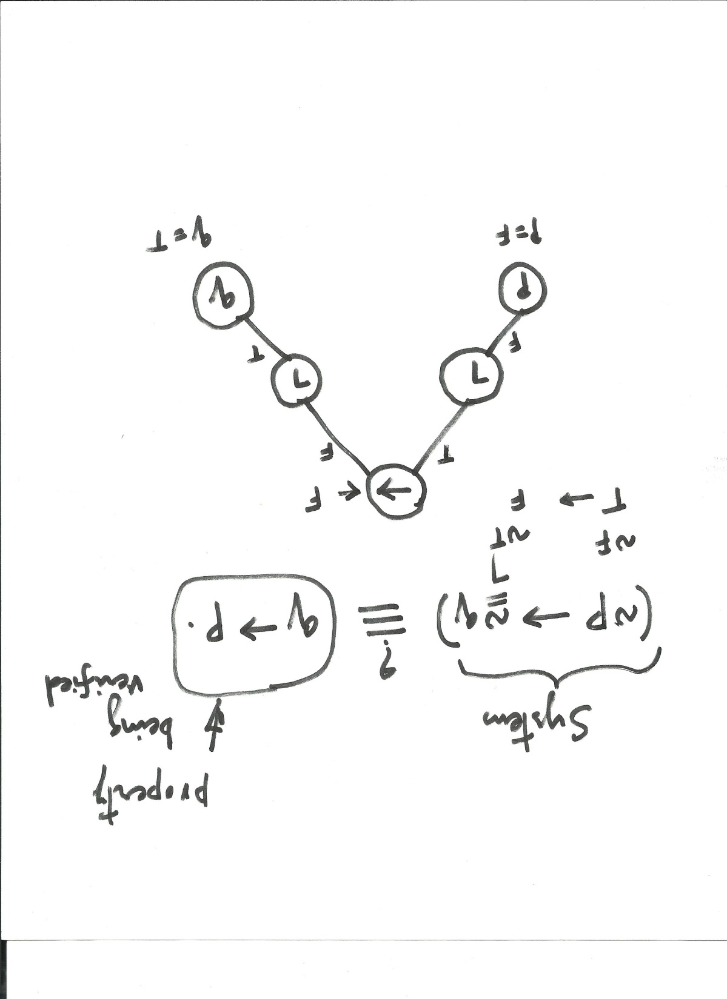 property
System
being
verified
?
(~p → ~q) ≡ q → p.
≡
¬
~F ~T
T → F
→ ← F
T F
¬ ¬
F T
p q
p=F q=T